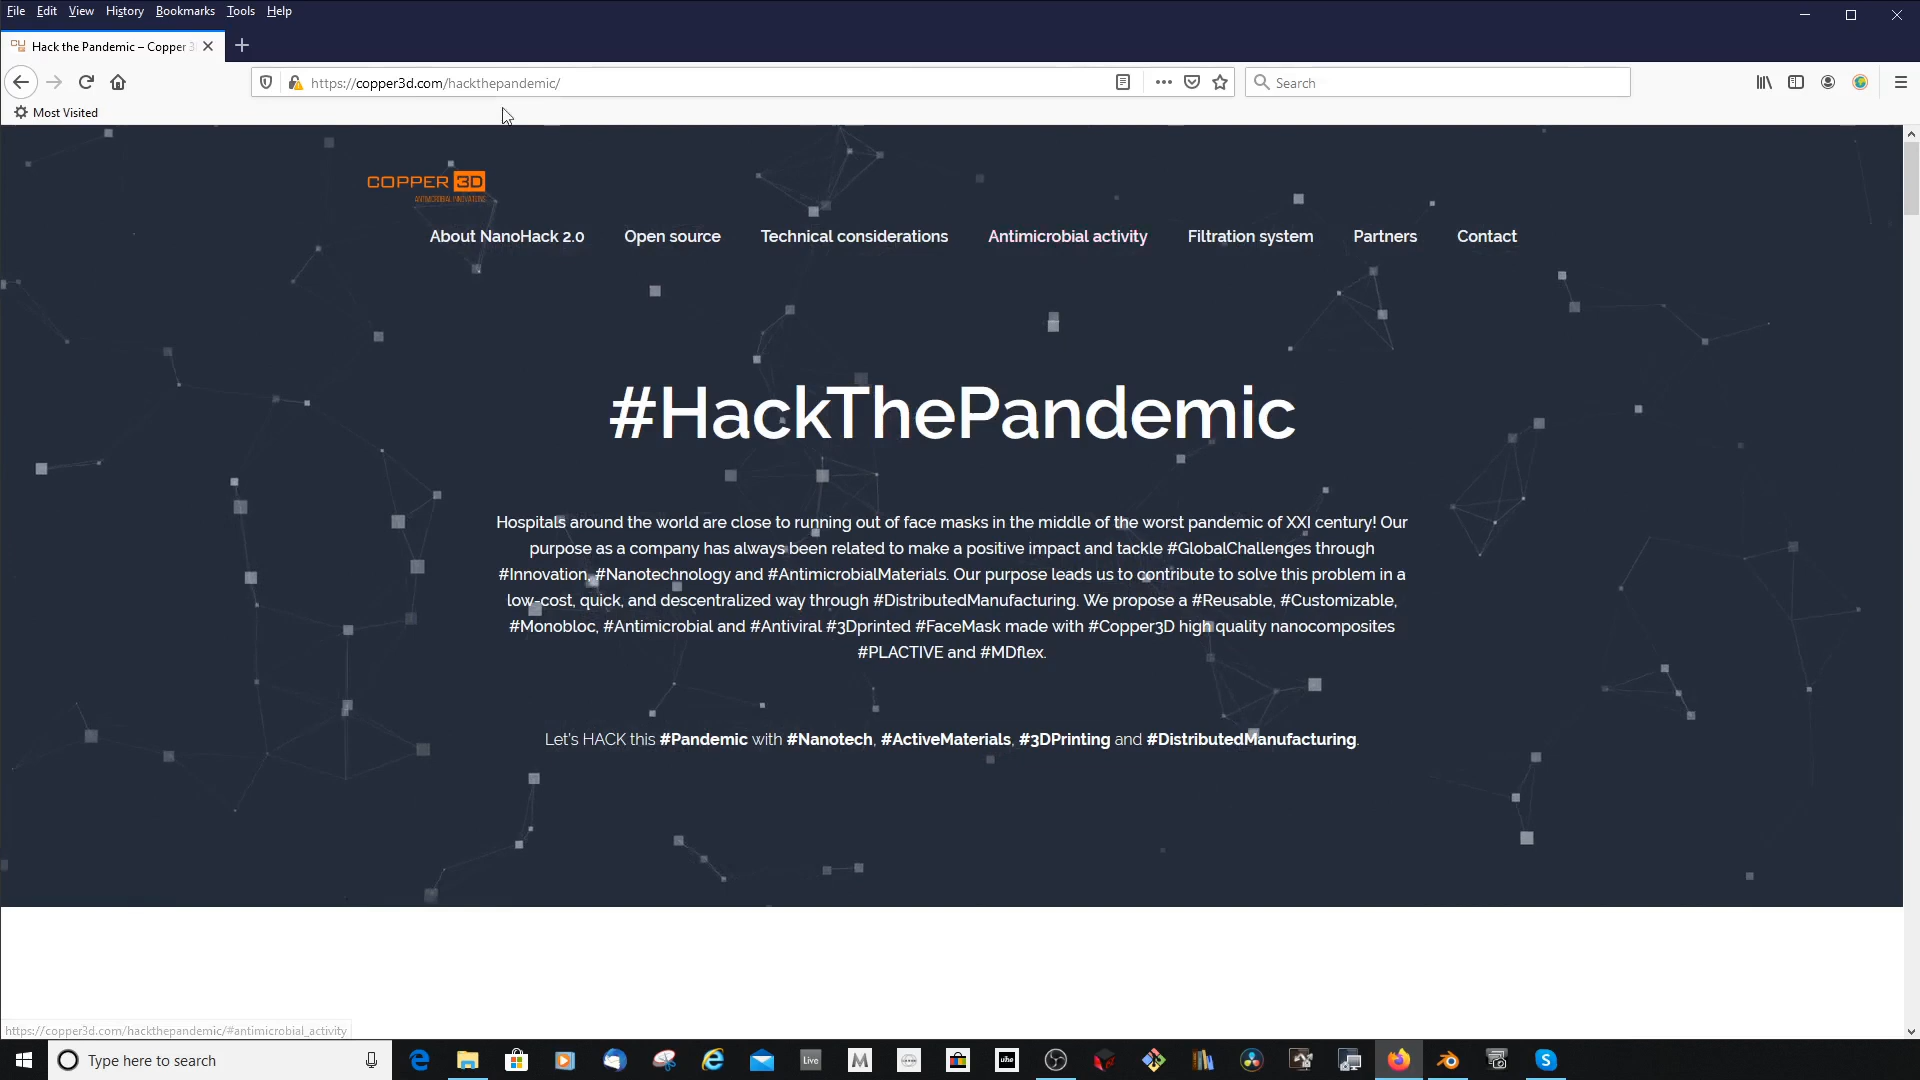 File Edit View History Bookmarks Tools Help
Hack the Pandemic – Copper 3
https://copper3d.com/hackthepandemic/
Search
Most Visited
COPPER 3D
ANTIMICROBIAL INNOVATIONS
About NanoHack 2.0 Open source Technical considerations Antimicrobial activity Filtration system Partners Contact
#HackThePandemic
Hospitals around the world are close to running out of face masks in the middle of the worst pandemic of XXI century! Our
purpose as a company has always been related to make a positive impact and tackle #GlobalChallenges through
#Innovation, #Nanotechnology and #AntimicrobialMaterials. Our purpose leads us to contribute to solve this problem in a
low-cost, quick, and descentralized way through #DistributedManufacturing. We propose a #Reusable, #Customizable,
#Monobloc, #Antimicrobial and #Antiviral #3Dprinted #FaceMask made with #Copper3D high quality nanocomposites
#PLACTIVE and #MDflex.
Let's HACK this #Pandemic with #Nanotech, #ActiveMaterials, #3DPrinting and #DistributedManufacturing.
https://copper3d.com/hackthepandemic/#antimicrobial_activity
Type here to search
Live
M
uhe